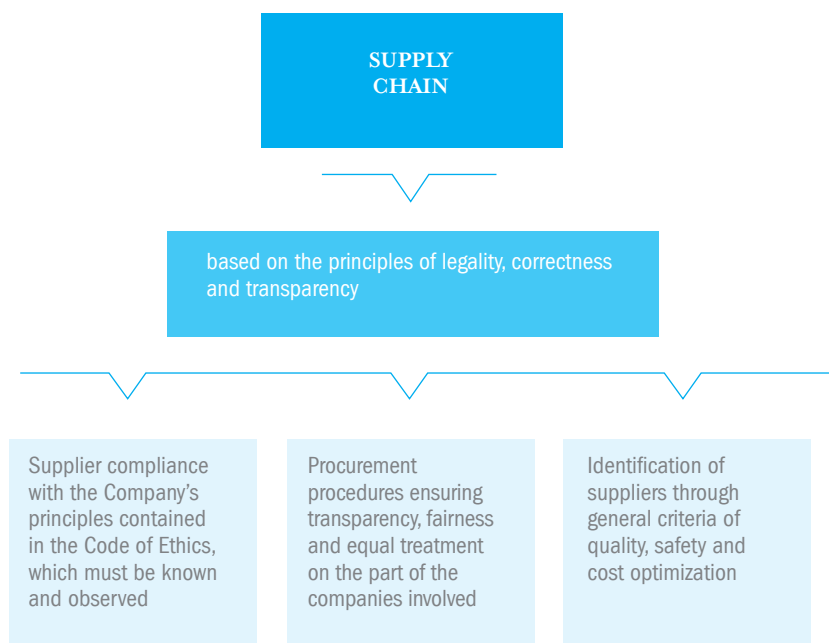 SUPPLY
CHAIN
based on the principles of legality, correctness
and transparency
Supplier compliance
with the Company's
principles contained
in the Code of Ethics,
which must be known
and observed
Procurement
procedures ensuring
transparency, fairness
and equal treatment
on the part of the
companies involved
Identification of
suppliers through
general criteria of
quality, safety and
cost optimization